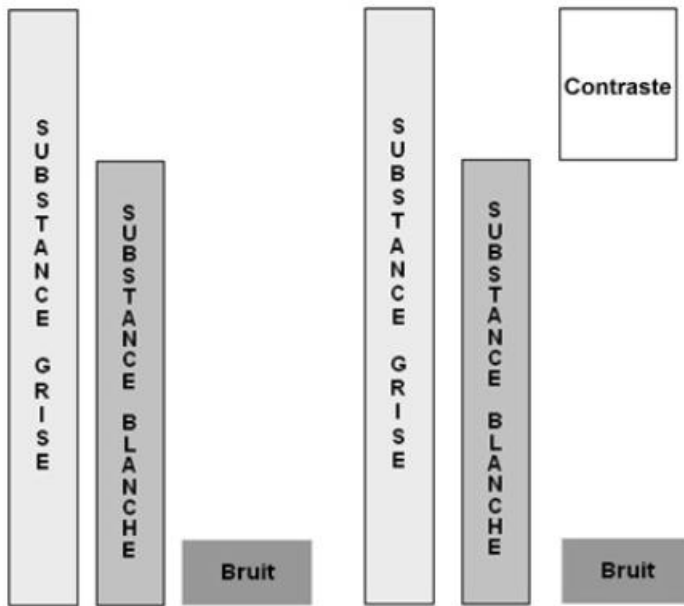 SUBSTANCE GRISE
SUBSTANCE BLANCHE
Bruit
SUBSTANCE GRISE
SUBSTANCE BLANCHE
Contraste
Bruit